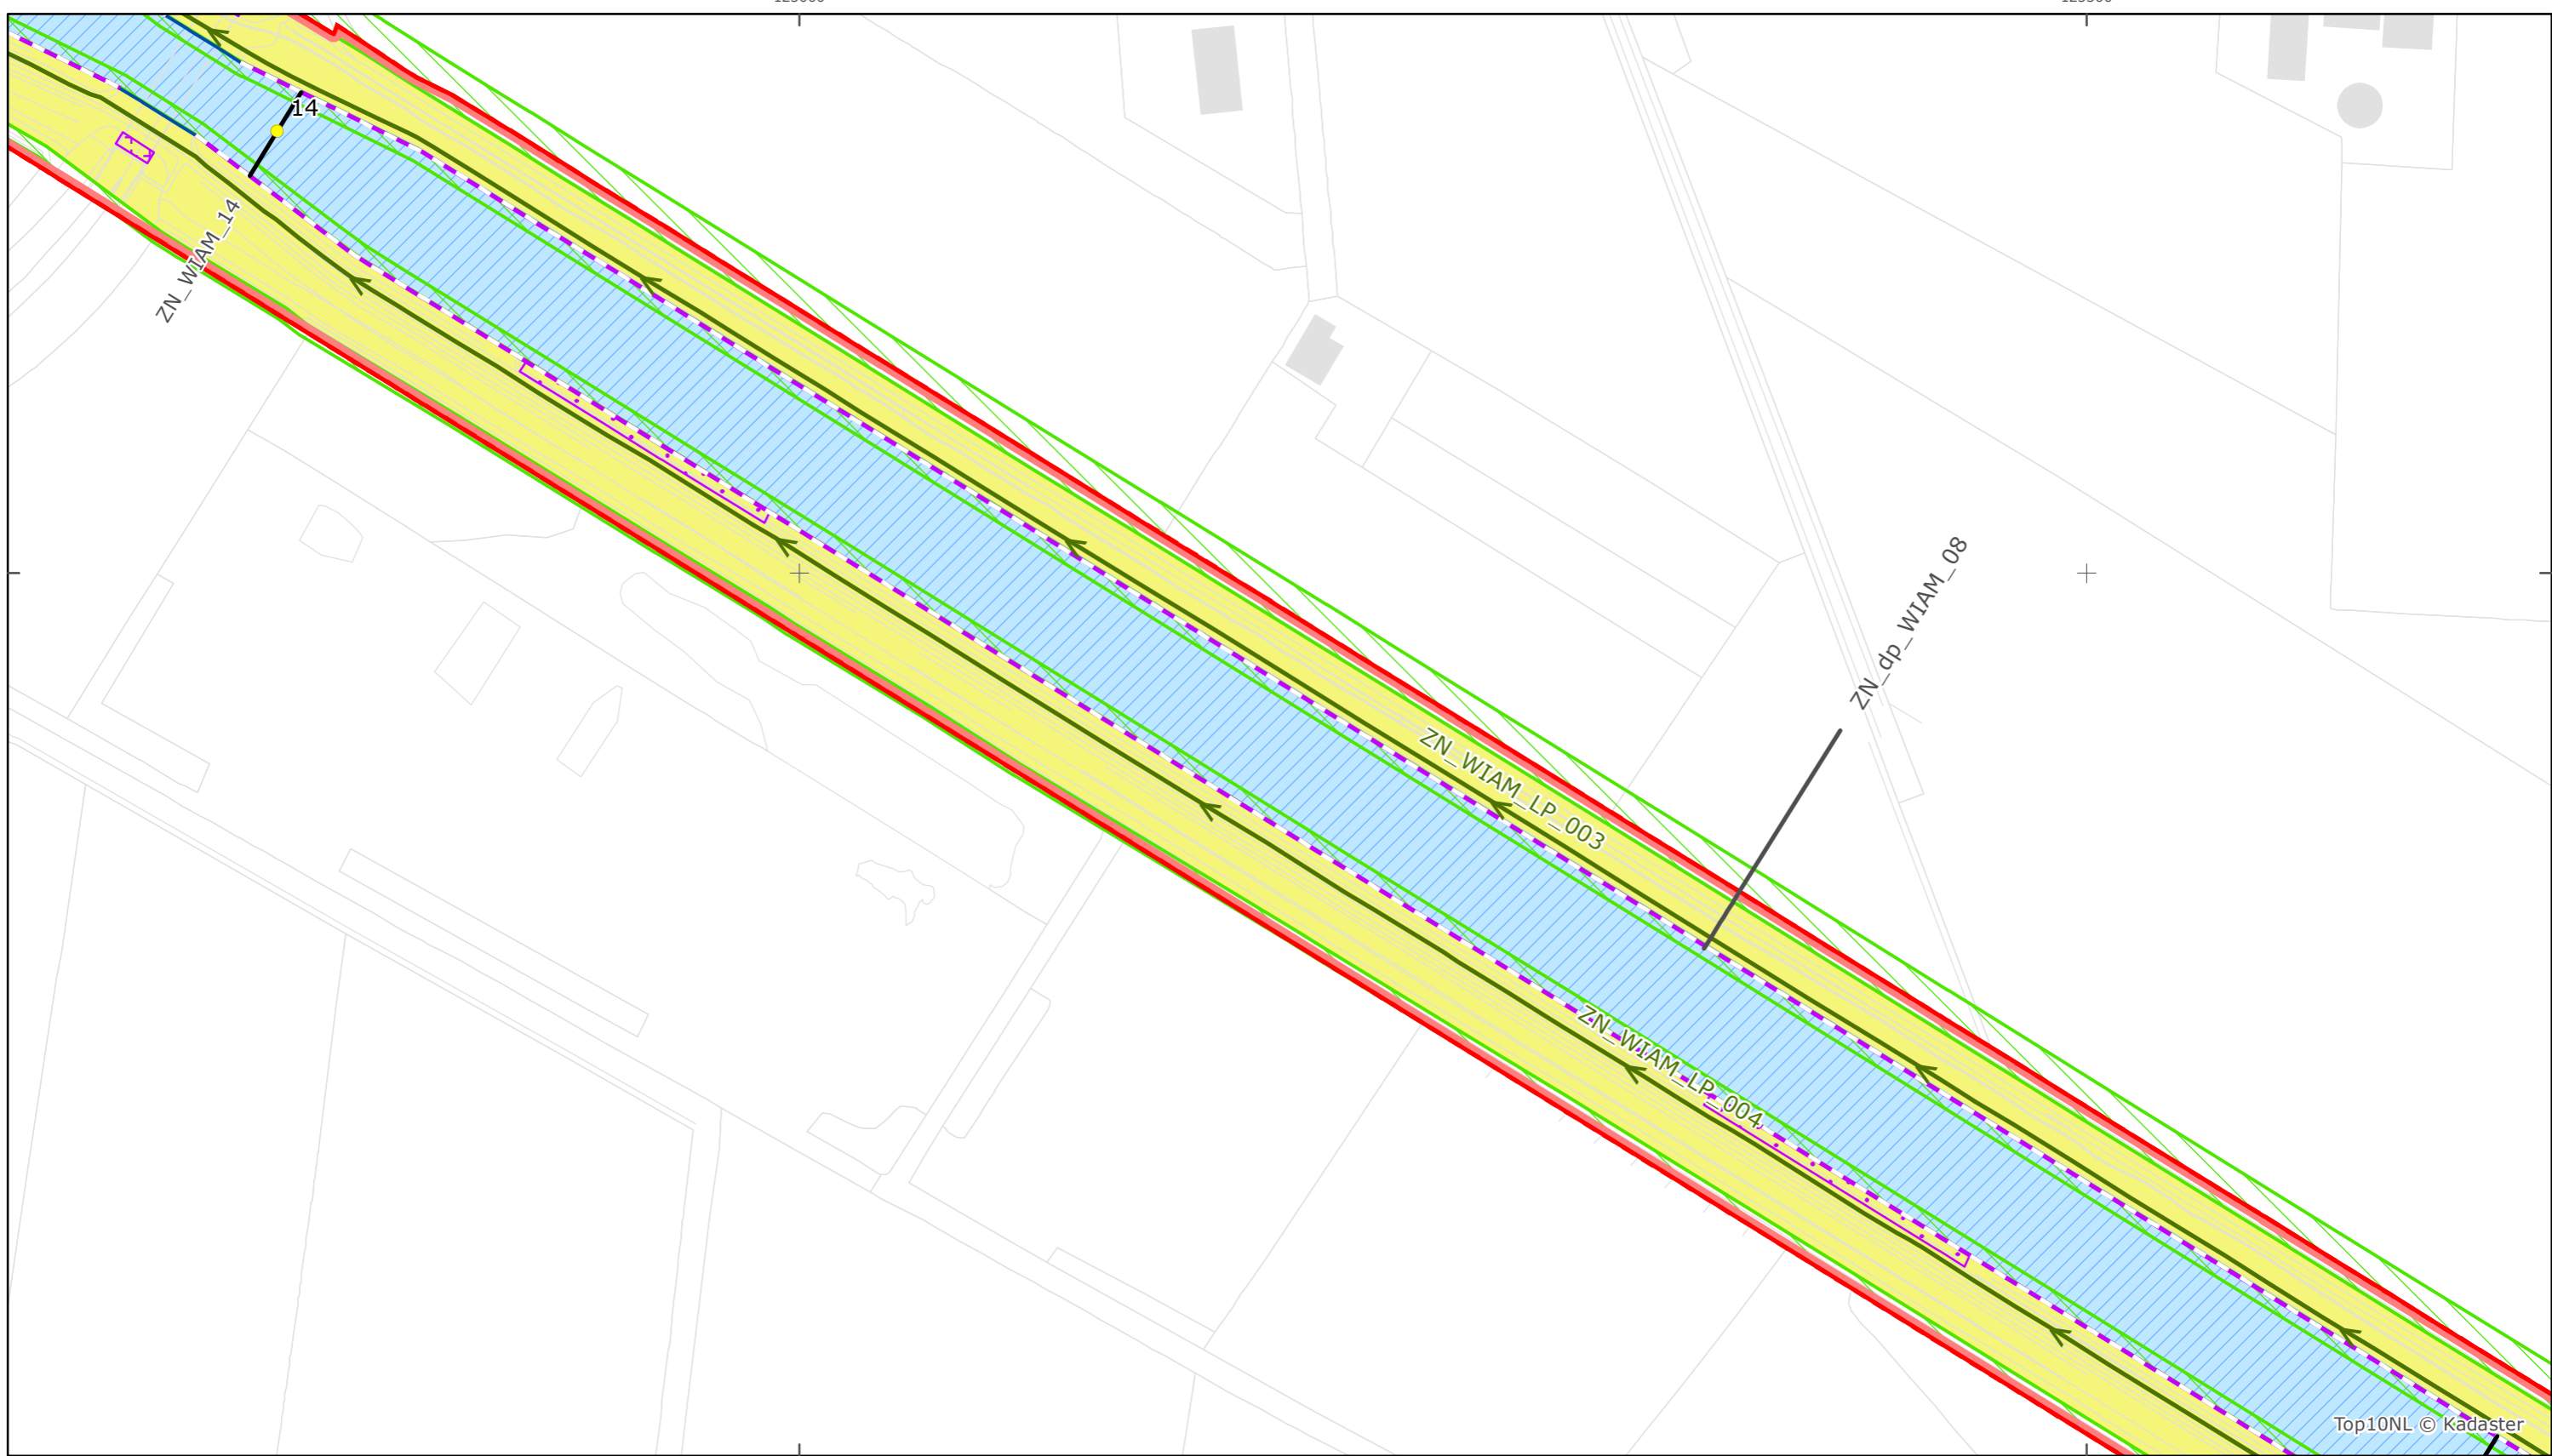 14
ZN_WIAM_14
ZN_dp_WIAM_08
ZN_WIAM_LP_003
ZN_WIAM_LP_004
Top10NL © Kadaster